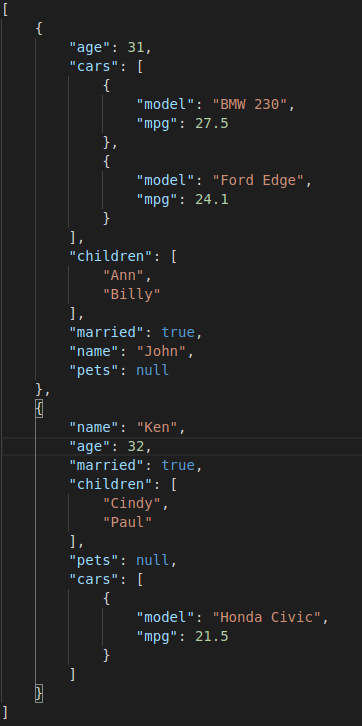 [
    {
        "age": 31,
        "cars": [
            {
                "model": "BMW 230",
                "mpg": 27.5
            },
            {
                "model": "Ford Edge",
                "mpg": 24.1
            }
        ],
        "children": [
            "Ann",
            "Billy"
        ],
        "married": true,
        "name": "John",
        "pets": null
    },
    {
        "name": "Ken",
        "age": 32,
        "married": true,
        "children": [
            "Cindy",
            "Paul"
        ],
        "pets": null,
        "cars": [
            {
                "model": "Honda Civic",
                "mpg": 21.5
            }
        ]
    }
]